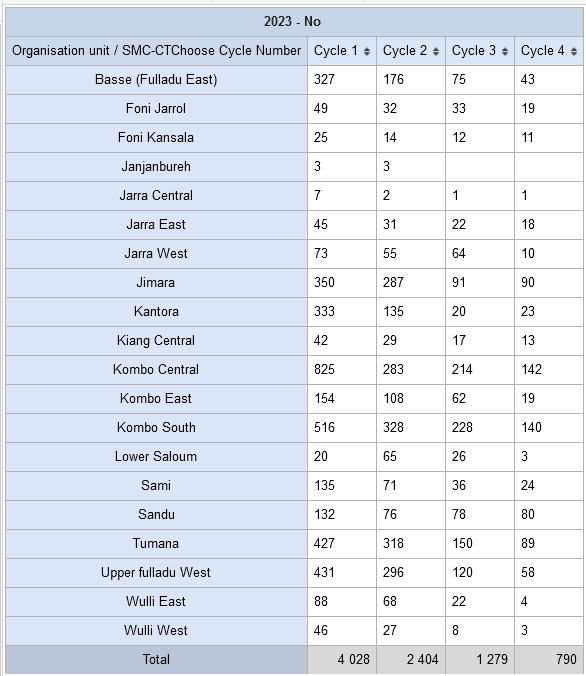 2023 - No
Organisation unit / SMC-CTChoose Cycle Number Cycle 1 Cycle 2 Cycle 3 Cycle 4
Basse (Fulladu East) 327 176 75 43
Foni Jarrol 49 32 33 19
Foni Kansala 25 14 12 11
Janjanbureh 3 3
Jarra Central 7 2 1 1
Jarra East 45 31 22 18
Jarra West 73 55 64 10
Jimara 350 287 91 90
Kantora 333 135 20 23
Kiang Central 42 29 17 13
Kombo Central 825 283 214 142
Kombo East 154 108 62 19
Kombo South 516 328 228 140
Lower Saloum 20 65 26 3
Sami 135 71 36 24
Sandu 132 76 78 80
Tumana 427 318 150 89
Upper fulladu West 431 296 120 58
Wulli East 88 68 22 4
Wulli West 46 27 8 3
Total 4 028 2 404 1 279 790